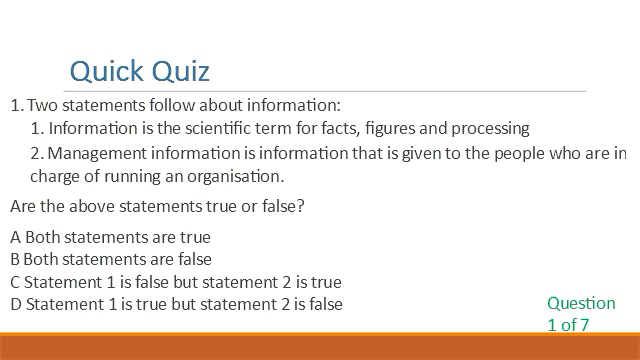 Quick Quiz
1. Two statements follow about information:
1. Information is the scientific term for facts, figures and processing
2. Management information is information that is given to the people who are in
charge of running an organisation.
Are the above statements true or false?
A Both statements are true
B Both statements are false
C Statement 1 is false but statement 2 is true
D Statement 1 is true but statement 2 is false
Question
1 of 7